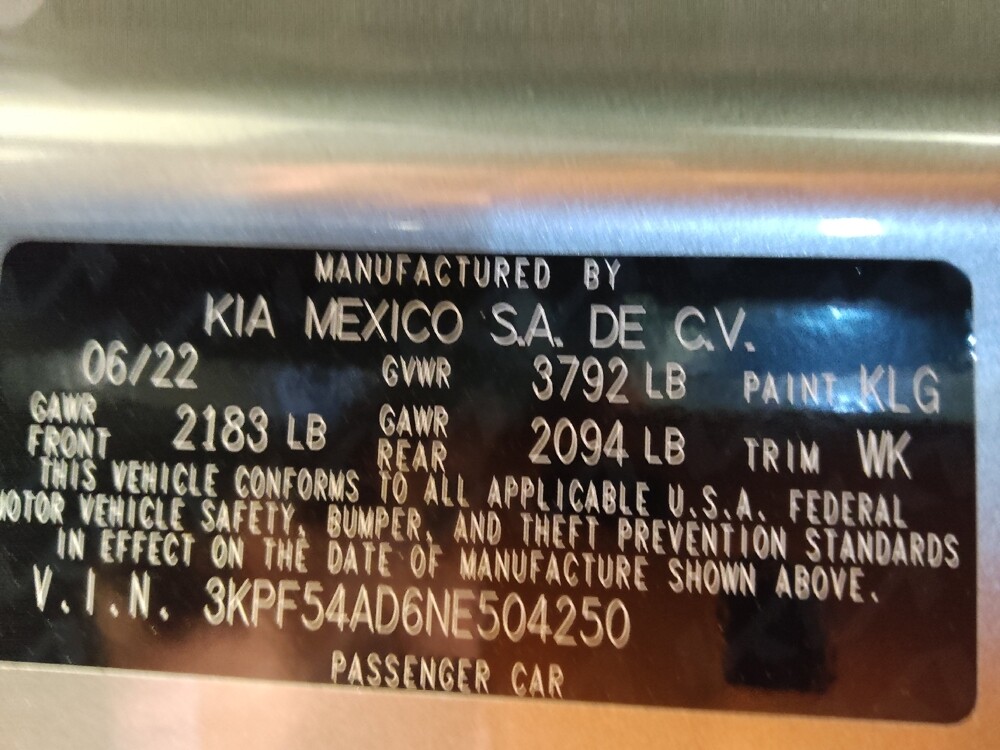 MANUFACTURED BY
KIA MEXICO S.A. DE C.V.
06/22 GVWR 3792 LB PAINT KLG
GAWR FRONT 2183 LB GAWR REAR 2094 LB TRIM WK
THIS VEHICLE CONFORMS TO ALL APPLICABLE U.S.A. FEDERAL
MOTOR VEHICLE SAFETY, BUMPER, AND THEFT PREVENTION STANDARDS
IN EFFECT ON THE DATE OF MANUFACTURE SHOWN ABOVE.
V.I.N. 3KPF54AD6NE504250
PASSENGER CAR